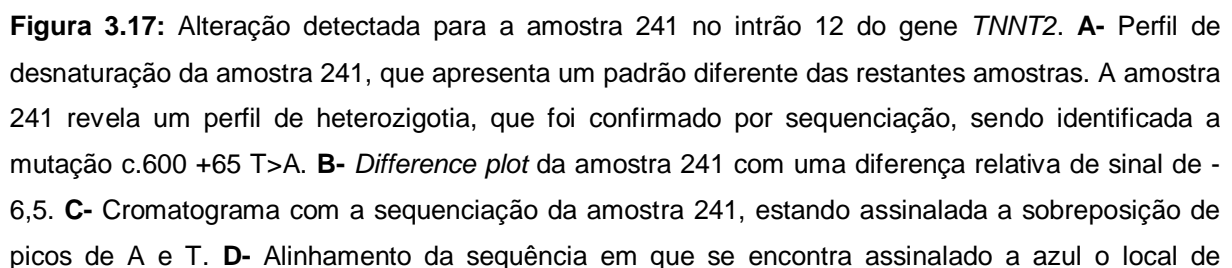 Figura 3.17: Alteração detectada para a amostra 241 no intrão 12 do gene TNNT2. A- Perfil de
desnaturação da amostra 241, que apresenta um padrão diferente das restantes amostras. A amostra
241 revela um perfil de heterozigotia, que foi confirmado por sequenciação, sendo identificada a
mutação c.600 +65 T>A. B- Difference plot da amostra 241 com uma diferença relativa de sinal de -
6,5. C- Cromatograma com a sequenciação da amostra 241, estando assinalada a sobreposição de
picos de A e T. D- Alinhamento da sequência em que se encontra assinalado a azul o local de